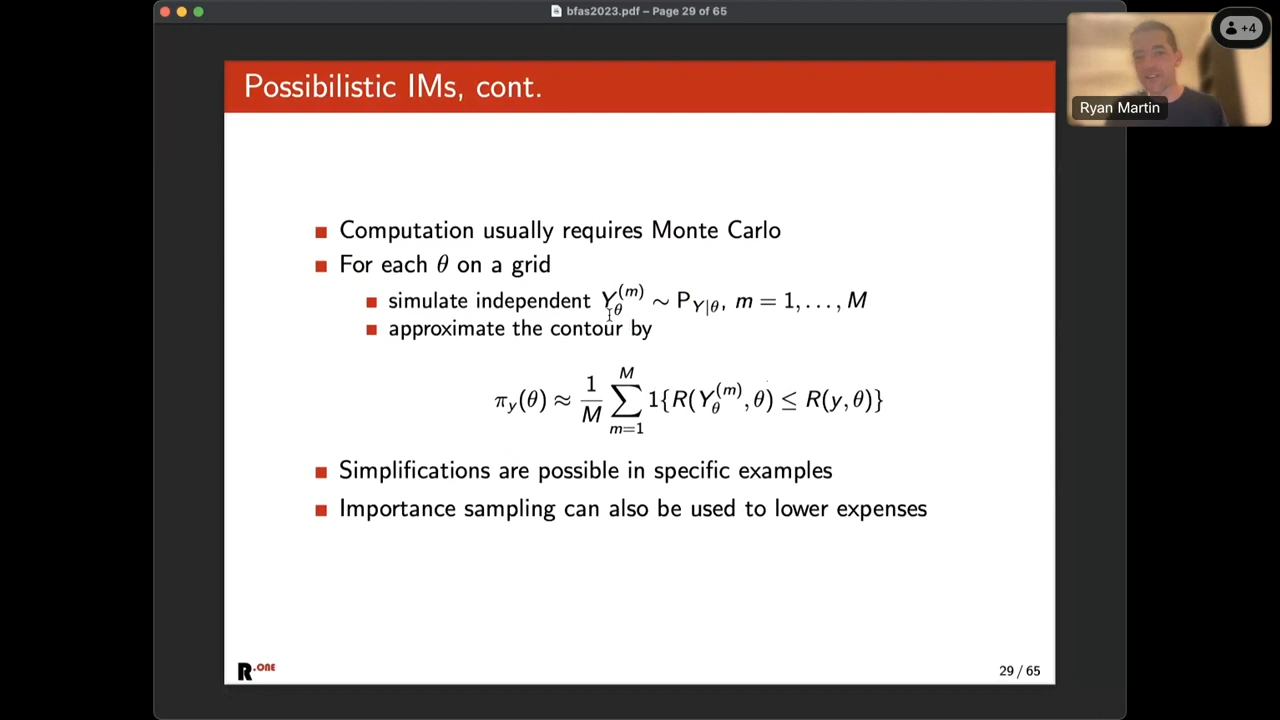 bfas2023.pdf – Page 29 of 65
+4
Ryan Martin
Possibilistic IMs, cont.
Computation usually requires Monte Carlo
For each θ on a grid
simulate independent Y_θ^(m) ∼ P_Y|θ, m = 1, . . . , M
approximate the contour by
π_y(θ) ≈ 1/M ∑_{m=1}^{M} 1{R(Y_θ^(m), θ) ≤ R(y, θ)}
Simplifications are possible in specific examples
Importance sampling can also be used to lower expenses
R.ONE
29 / 65